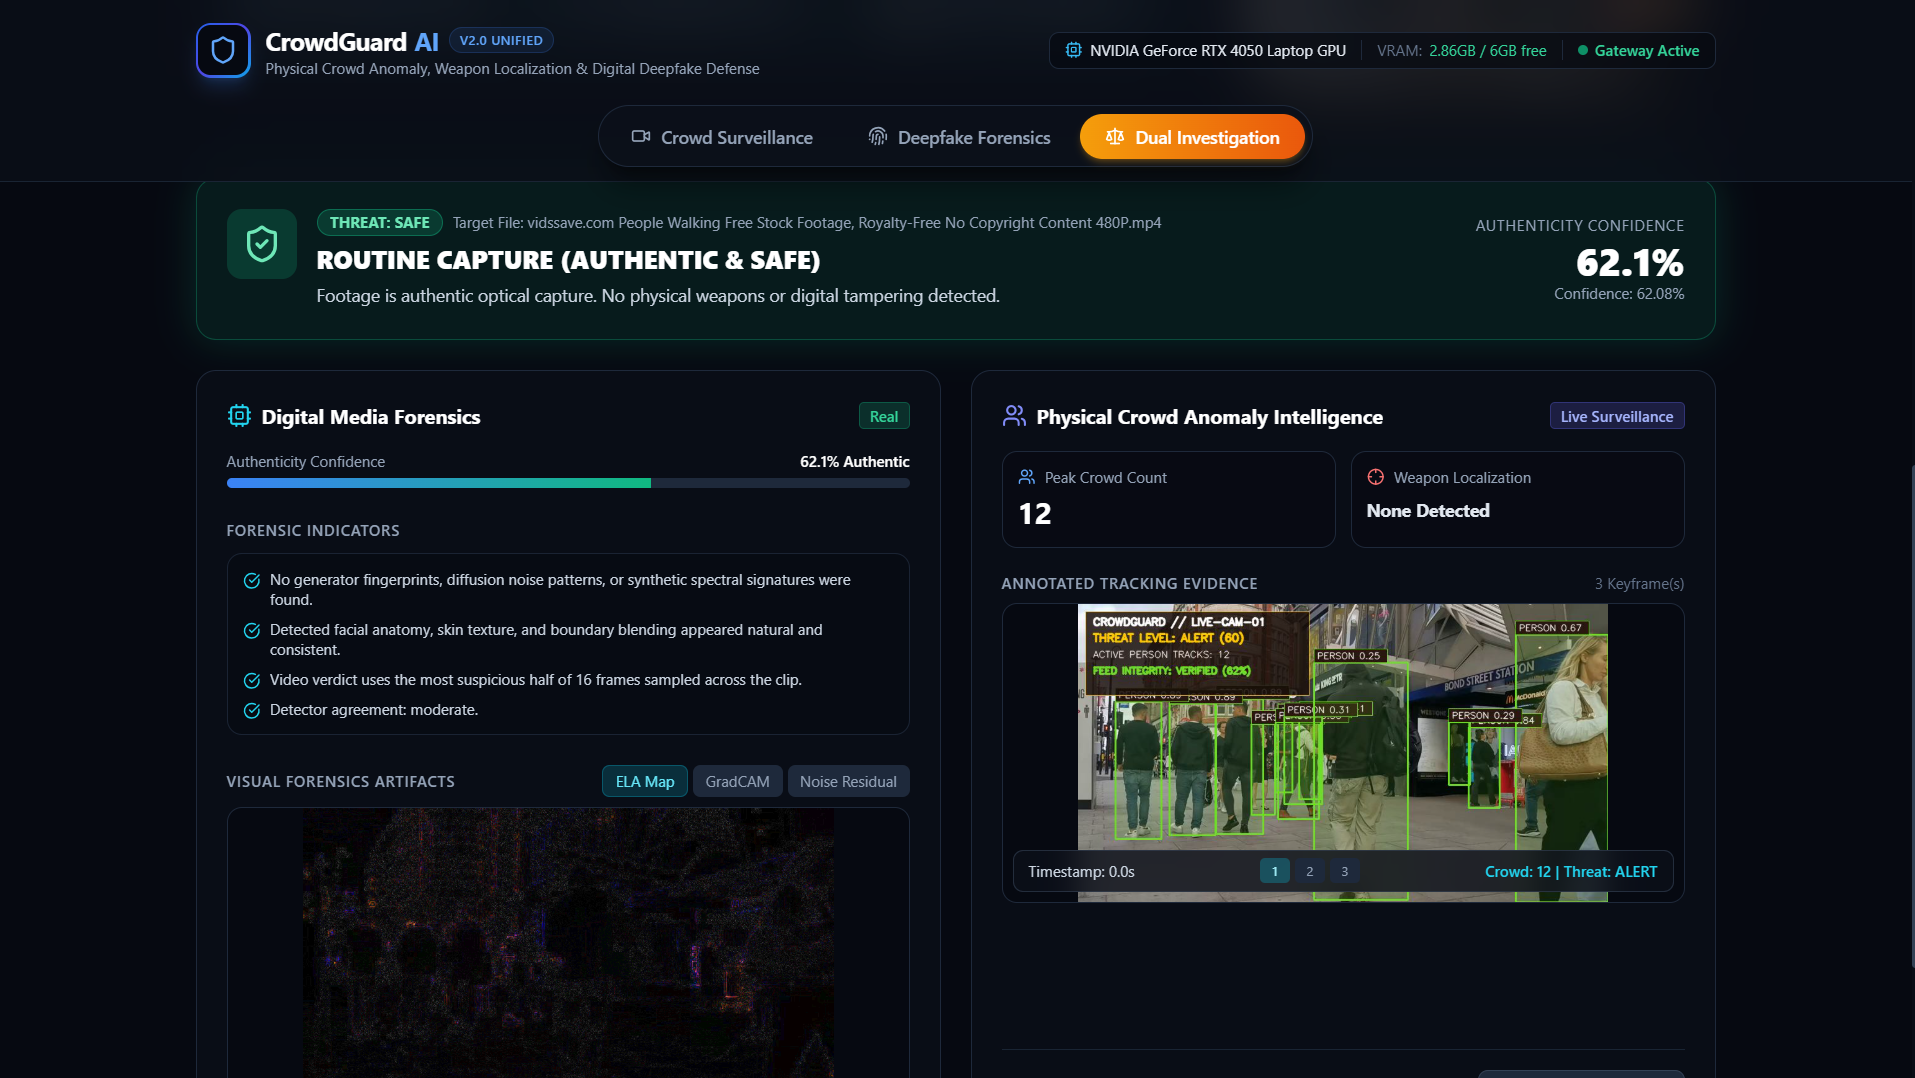 CrowdGuard AI
V2.0 UNIFIED
Physical Crowd Anomaly, Weapon Localization & Digital Deepfake Defense
NVIDIA GeForce RTX 4050 Laptop GPU
VRAM: 2.86GB / 6GB free
Gateway Active
Crowd Surveillance
Deepfake Forensics
Dual Investigation
THREAT: SAFE
Target File: vidssave.com People Walking Free Stock Footage, Royalty-Free No Copyright Content 480P.mp4
ROUTINE CAPTURE (AUTHENTIC & SAFE)
Footage is authentic optical capture. No physical weapons or digital tampering detected.
AUTHENTICITY CONFIDENCE
62.1%
Confidence: 62.08%
Digital Media Forensics
Real
Authenticity Confidence
62.1% Authentic
FORENSIC INDICATORS
No generator fingerprints, diffusion noise patterns, or synthetic spectral signatures were
found.
Detected facial anatomy, skin texture, and boundary blending appeared natural and
consistent.
Video verdict uses the most suspicious half of 16 frames sampled across the clip.
Detector agreement: moderate.
VISUAL FORENSICS ARTIFACTS
ELA Map
GradCAM
Noise Residual
Physical Crowd Anomaly Intelligence
Live Surveillance
Peak Crowd Count
12
Weapon Localization
None Detected
ANNOTATED TRACKING EVIDENCE
3 Keyframe(s)
CROWDGUARD // LIVE-CAM-01
THREAT LEVEL: ALERT (60)
ACTIVE PERSON TRACKS: 12
FEED INTEGRITY: VERIFIED (62%)
PERSON 0.67
PERSON 0.25
BOND STREET STATION
McDonald's
PERSON 0.31
PERSON 0.29
Timestamp: 0.0s
1
2
3
Crowd: 12 | Threat: ALERT